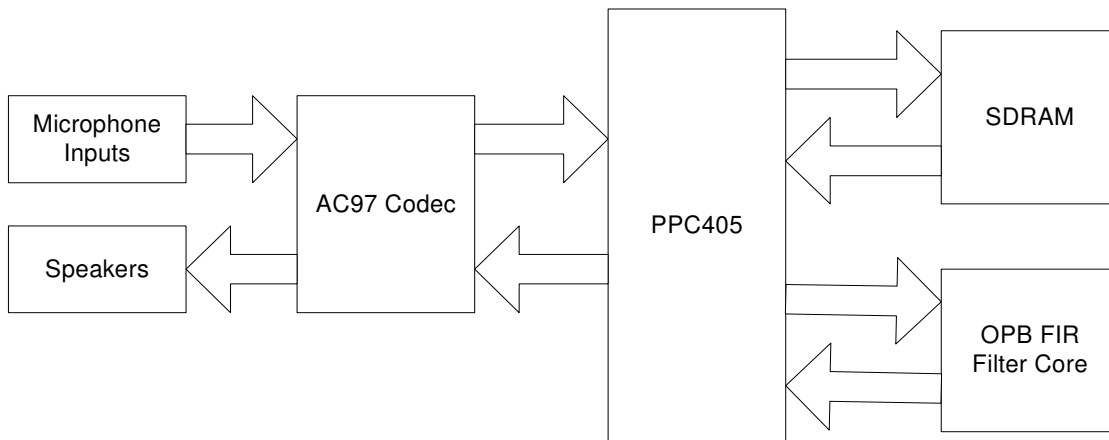 Microphone
Inputs
Speakers
AC97 Codec
PPC405
SDRAM
OPB FIR
Filter Core